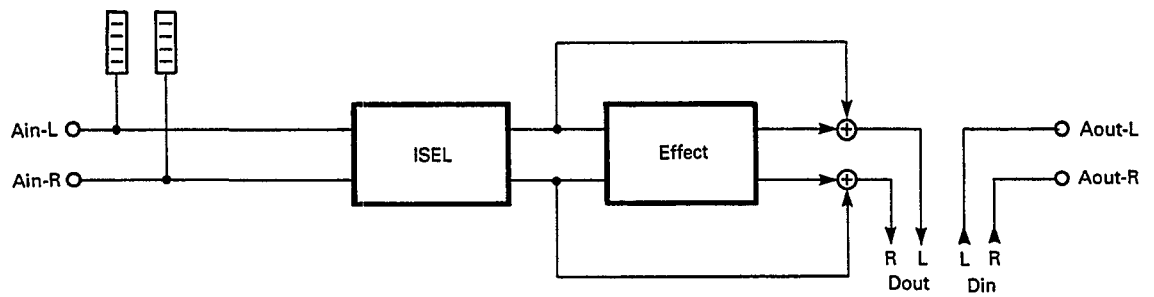 Ain-L
Ain-R
ISEL
Effect
Aout-L
Aout-R
R L
Dout
L R
Din